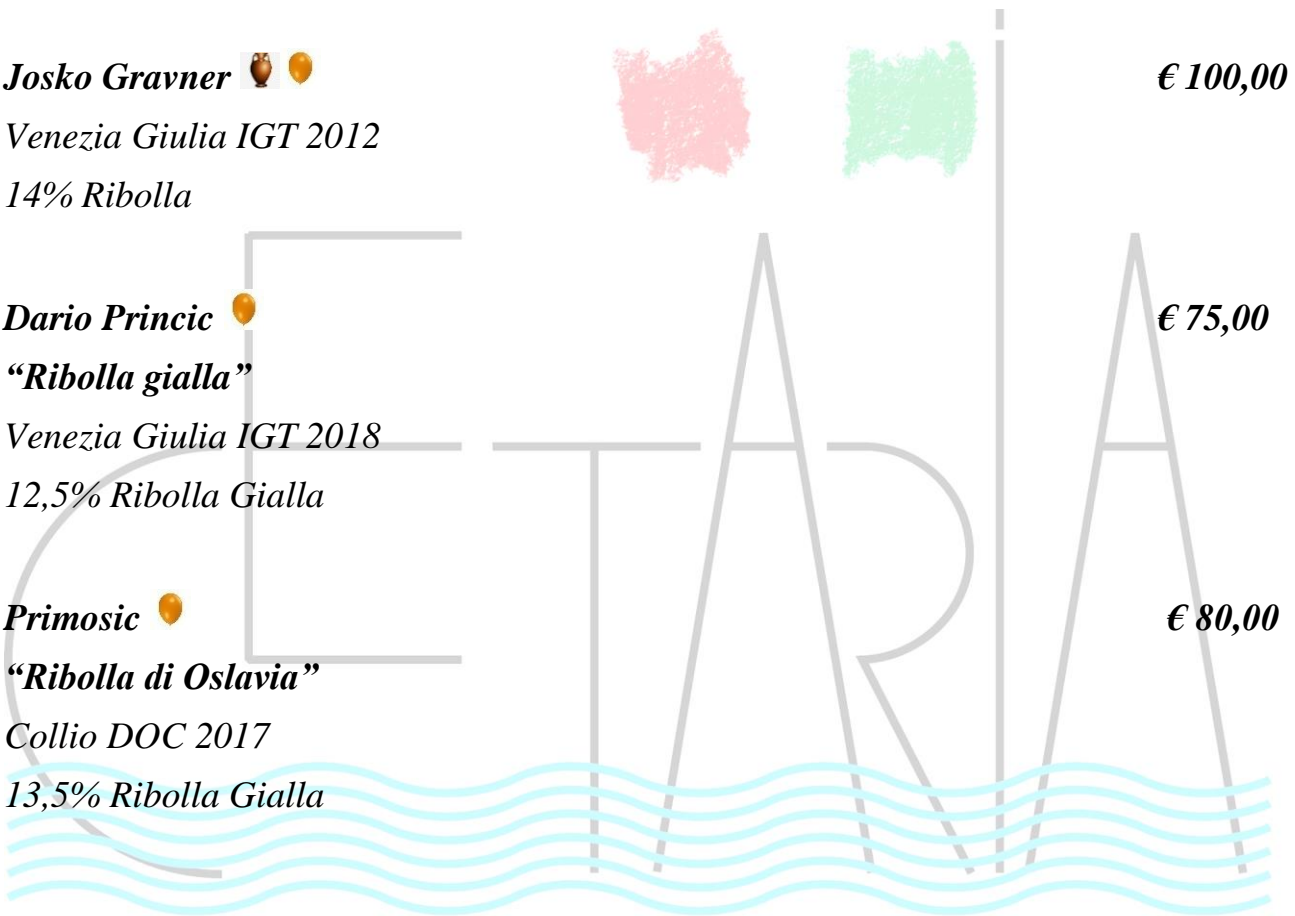 Josko Gravner € 100,00
Venezia Giulia IGT 2012
14% Ribolla
Dario Princic € 75,00
“Ribolla gialla”
Venezia Giulia IGT 2018
12,5% Ribolla Gialla
Primosic € 80,00
“Ribolla di Oslavia”
Collio DOC 2017
13,5% Ribolla Gialla
CETARIA